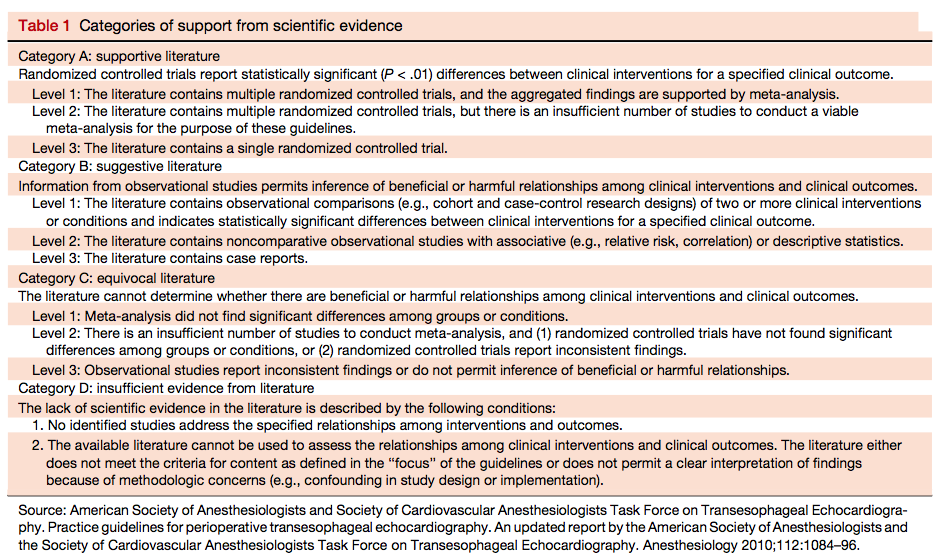 Table 1 Categories of support from scientific evidence
Category A: supportive literature
Randomized controlled trials report statistically significant (P < .01) differences between clinical interventions for a specified clinical outcome.
Level 1: The literature contains multiple randomized controlled trials, and the aggregated findings are supported by meta-analysis.
Level 2: The literature contains multiple randomized controlled trials, but there is an insufficient number of studies to conduct a viable
meta-analysis for the purpose of these guidelines.
Level 3: The literature contains a single randomized controlled trial.
Category B: suggestive literature
Information from observational studies permits inference of beneficial or harmful relationships among clinical interventions and clinical outcomes.
Level 1: The literature contains observational comparisons (e.g., cohort and case-control research designs) of two or more clinical interventions
or conditions and indicates statistically significant differences between clinical interventions for a specified clinical outcome.
Level 2: The literature contains noncomparative observational studies with associative (e.g., relative risk, correlation) or descriptive statistics.
Level 3: The literature contains case reports.
Category C: equivocal literature
The literature cannot determine whether there are beneficial or harmful relationships among clinical interventions and clinical outcomes.
Level 1: Meta-analysis did not find significant differences among groups or conditions.
Level 2: There is an insufficient number of studies to conduct meta-analysis, and (1) randomized controlled trials have not found significant
differences among groups or conditions, or (2) randomized controlled trials report inconsistent findings.
Level 3: Observational studies report inconsistent findings or do not permit inference of beneficial or harmful relationships.
Category D: insufficient evidence from literature
The lack of scientific evidence in the literature is described by the following conditions:
1. No identified studies address the specified relationships among interventions and outcomes.
2. The available literature cannot be used to assess the relationships among clinical interventions and clinical outcomes. The literature either
does not meet the criteria for content as defined in the “focus” of the guidelines or does not permit a clear interpretation of findings
because of methodologic concerns (e.g., confounding in study design or implementation).
Source: American Society of Anesthesiologists and Society of Cardiovascular Anesthesiologists Task Force on Transesophageal Echocardiogra-
phy. Practice guidelines for perioperative transesophageal echocardiography. An updated report by the American Society of Anesthesiologists and
the Society of Cardiovascular Anesthesiologists Task Force on Transesophageal Echocardiography. Anesthesiology 2010;112:1084–96.